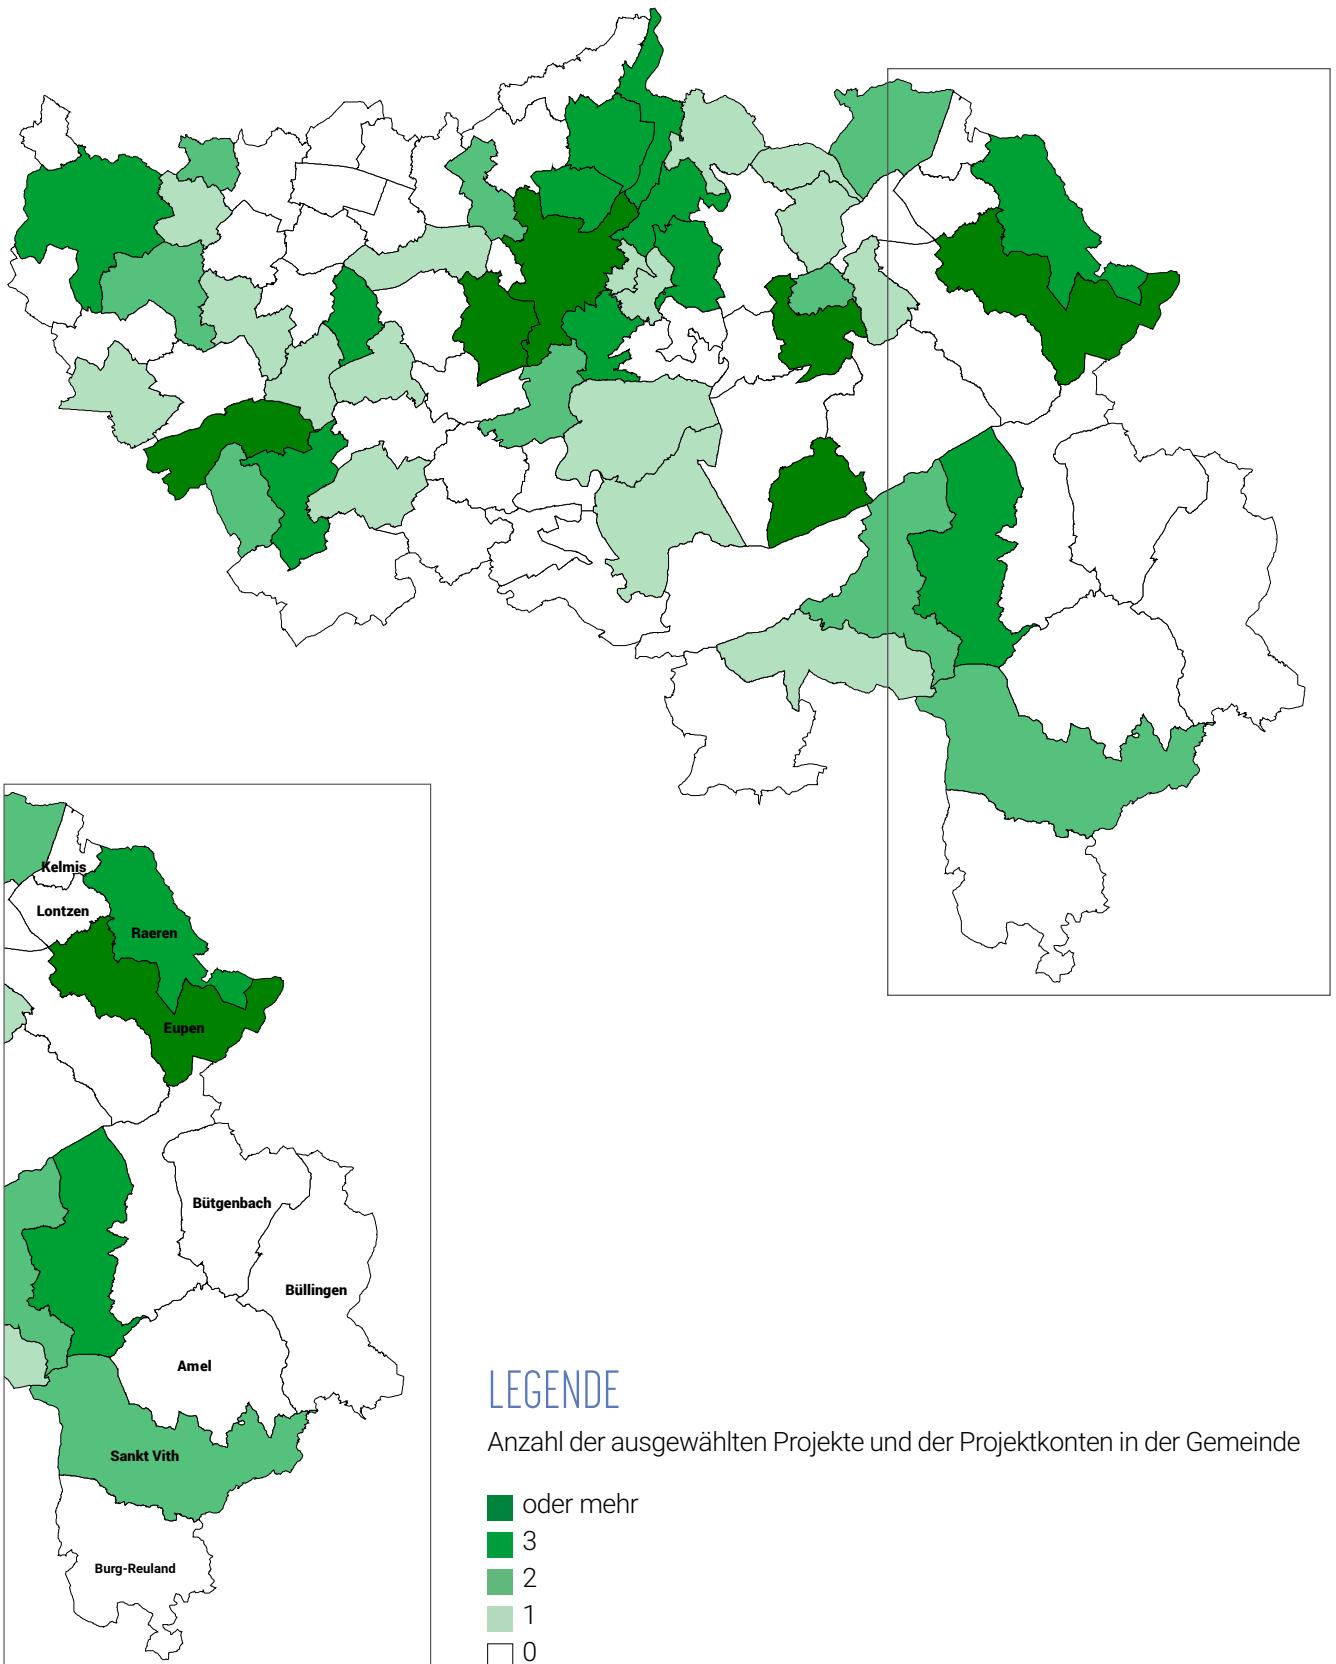 Kelmis
Lontzen
Raeren
Eupen
Bütgenbach
Büllingen
Amel
Sankt Vith
Burg-Reuland
LEGENDE
Anzahl der ausgewählten Projekte und der Projektkonten in der Gemeinde
oder mehr
3
2
1
0